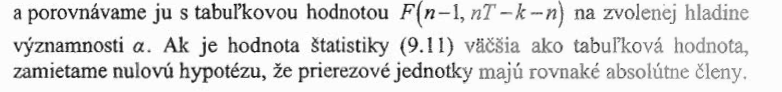 a porovnávame ju s tabuľkovou hodnotou F(n−1, nT−k−n) na zvolenej hladine
významnosti α. Ak je hodnota štatistiky (9.11) väčšia ako tabuľková hodnota,
zamietame nulovú hypotézu, že prierezové jednotky majú rovnaké absolútne členy.